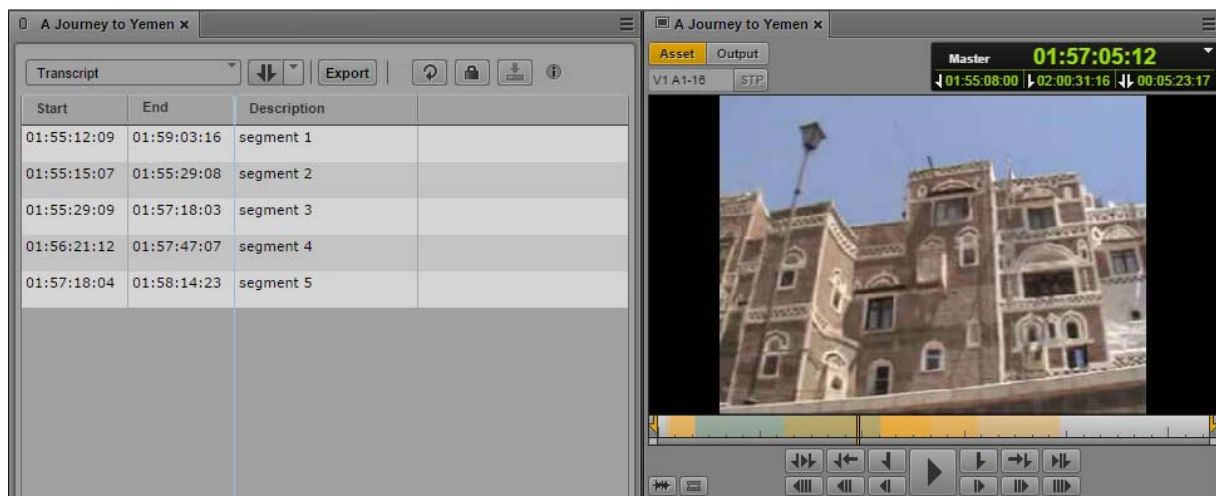 A Journey to Yemen ×
Transcript
Export
Start End Description
01:55:12:09 01:59:03:16 segment 1
01:55:15:07 01:55:29:08 segment 2
01:55:29:09 01:57:18:03 segment 3
01:56:21:12 01:57:47:07 segment 4
01:57:18:04 01:58:14:23 segment 5
A Journey to Yemen ×
Asset Output
Master 01:57:05:12
V1 A1-16 STP
01:55:08:00 02:00:31:16 00:05:23:17